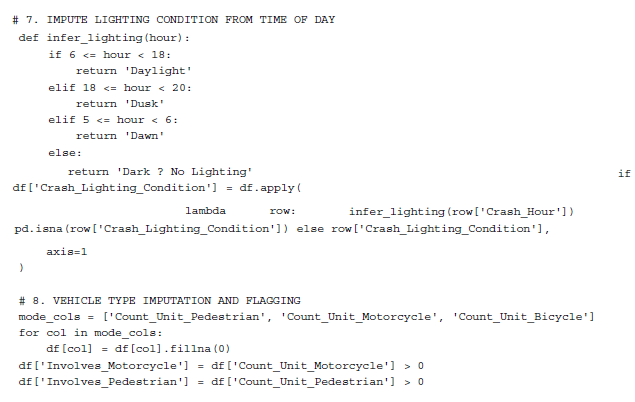 # 7. IMPUTE LIGHTING CONDITION FROM TIME OF DAY
def infer_lighting(hour):
    if 6 <= hour < 18:
        return 'Daylight'
    elif 18 <= hour < 20:
        return 'Dusk'
    elif 5 <= hour < 6:
        return 'Dawn'
    else:
        return 'Dark ? No Lighting' if
df['Crash_Lighting_Condition'] = df.apply(
    lambda row: infer_lighting(row['Crash_Hour'])
pd.isna(row['Crash_Lighting_Condition']) else row['Crash_Lighting_Condition'],
    axis=1
)
# 8. VEHICLE TYPE IMPUTATION AND FLAGGING
mode_cols = ['Count_Unit_Pedestrian', 'Count_Unit_Motorcycle', 'Count_Unit_Bicycle']
for col in mode_cols:
    df[col] = df[col].fillna(0)
df['Involves_Motorcycle'] = df['Count_Unit_Motorcycle'] > 0
df['Involves_Pedestrian'] = df['Count_Unit_Pedestrian'] > 0